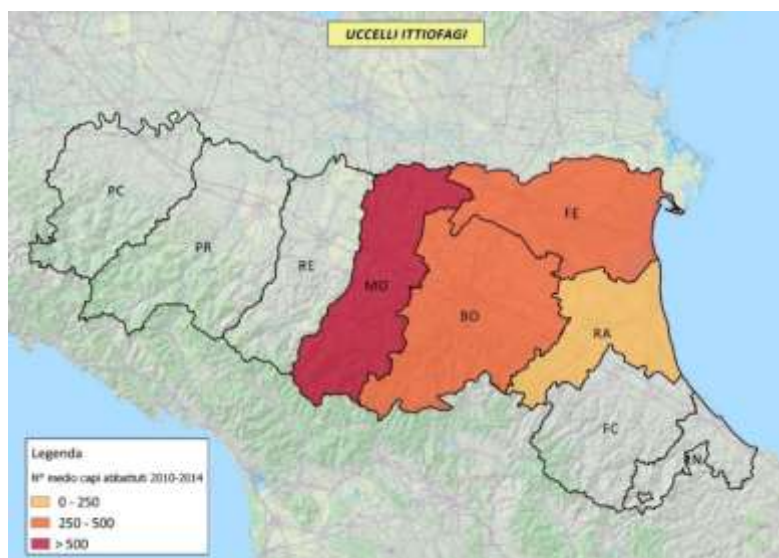 UCCELLI ITTIOFAGI
PC
PR
RE
MO
BO
FE
RA
FC
RN
Legenda
N° medio capi abbattuti 2010-2014
0 - 250
250 - 500
> 500